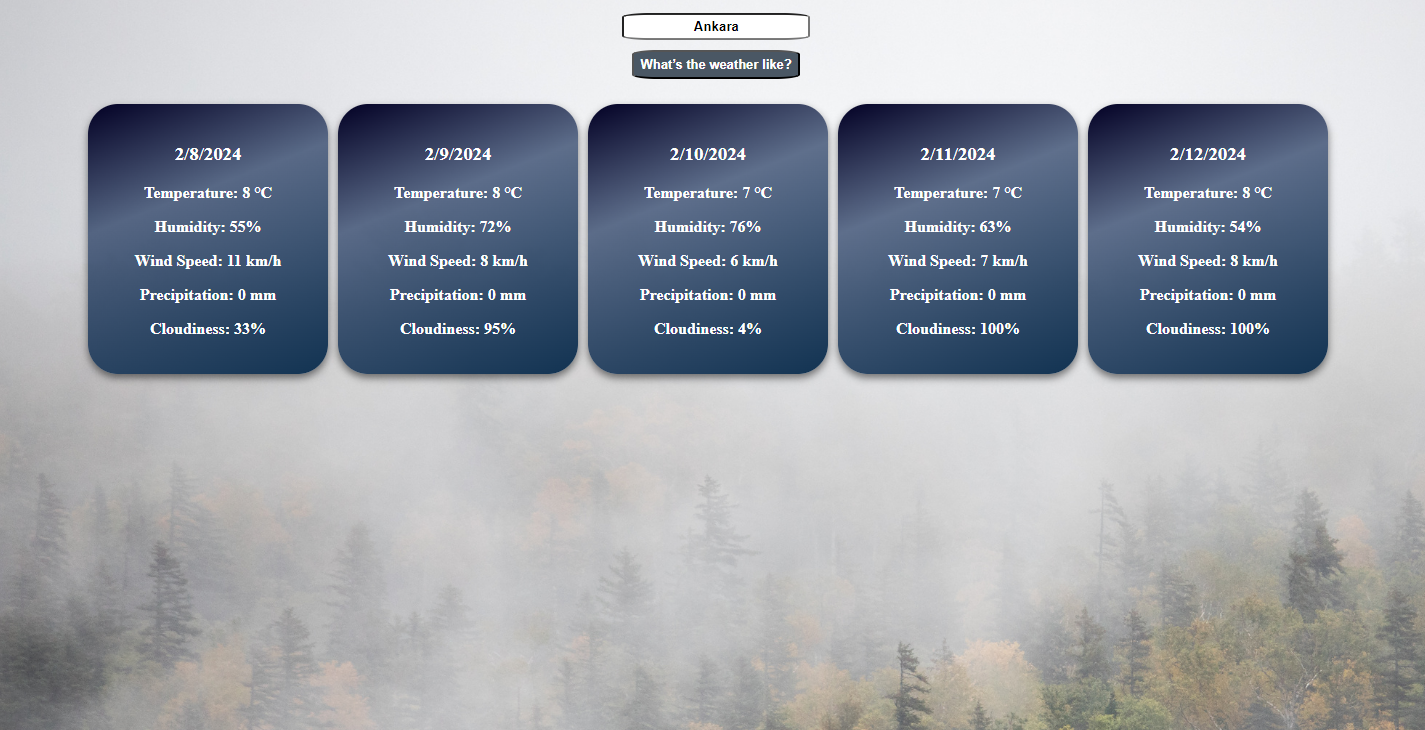 Ankara
What's the weather like?
2/8/2024
Temperature: 8 °C
Humidity: 55%
Wind Speed: 11 km/h
Precipitation: 0 mm
Cloudiness: 33%
2/9/2024
Temperature: 8 °C
Humidity: 72%
Wind Speed: 8 km/h
Precipitation: 0 mm
Cloudiness: 95%
2/10/2024
Temperature: 7 °C
Humidity: 76%
Wind Speed: 6 km/h
Precipitation: 0 mm
Cloudiness: 4%
2/11/2024
Temperature: 7 °C
Humidity: 63%
Wind Speed: 7 km/h
Precipitation: 0 mm
Cloudiness: 100%
2/12/2024
Temperature: 8 °C
Humidity: 54%
Wind Speed: 8 km/h
Precipitation: 0 mm
Cloudiness: 100%